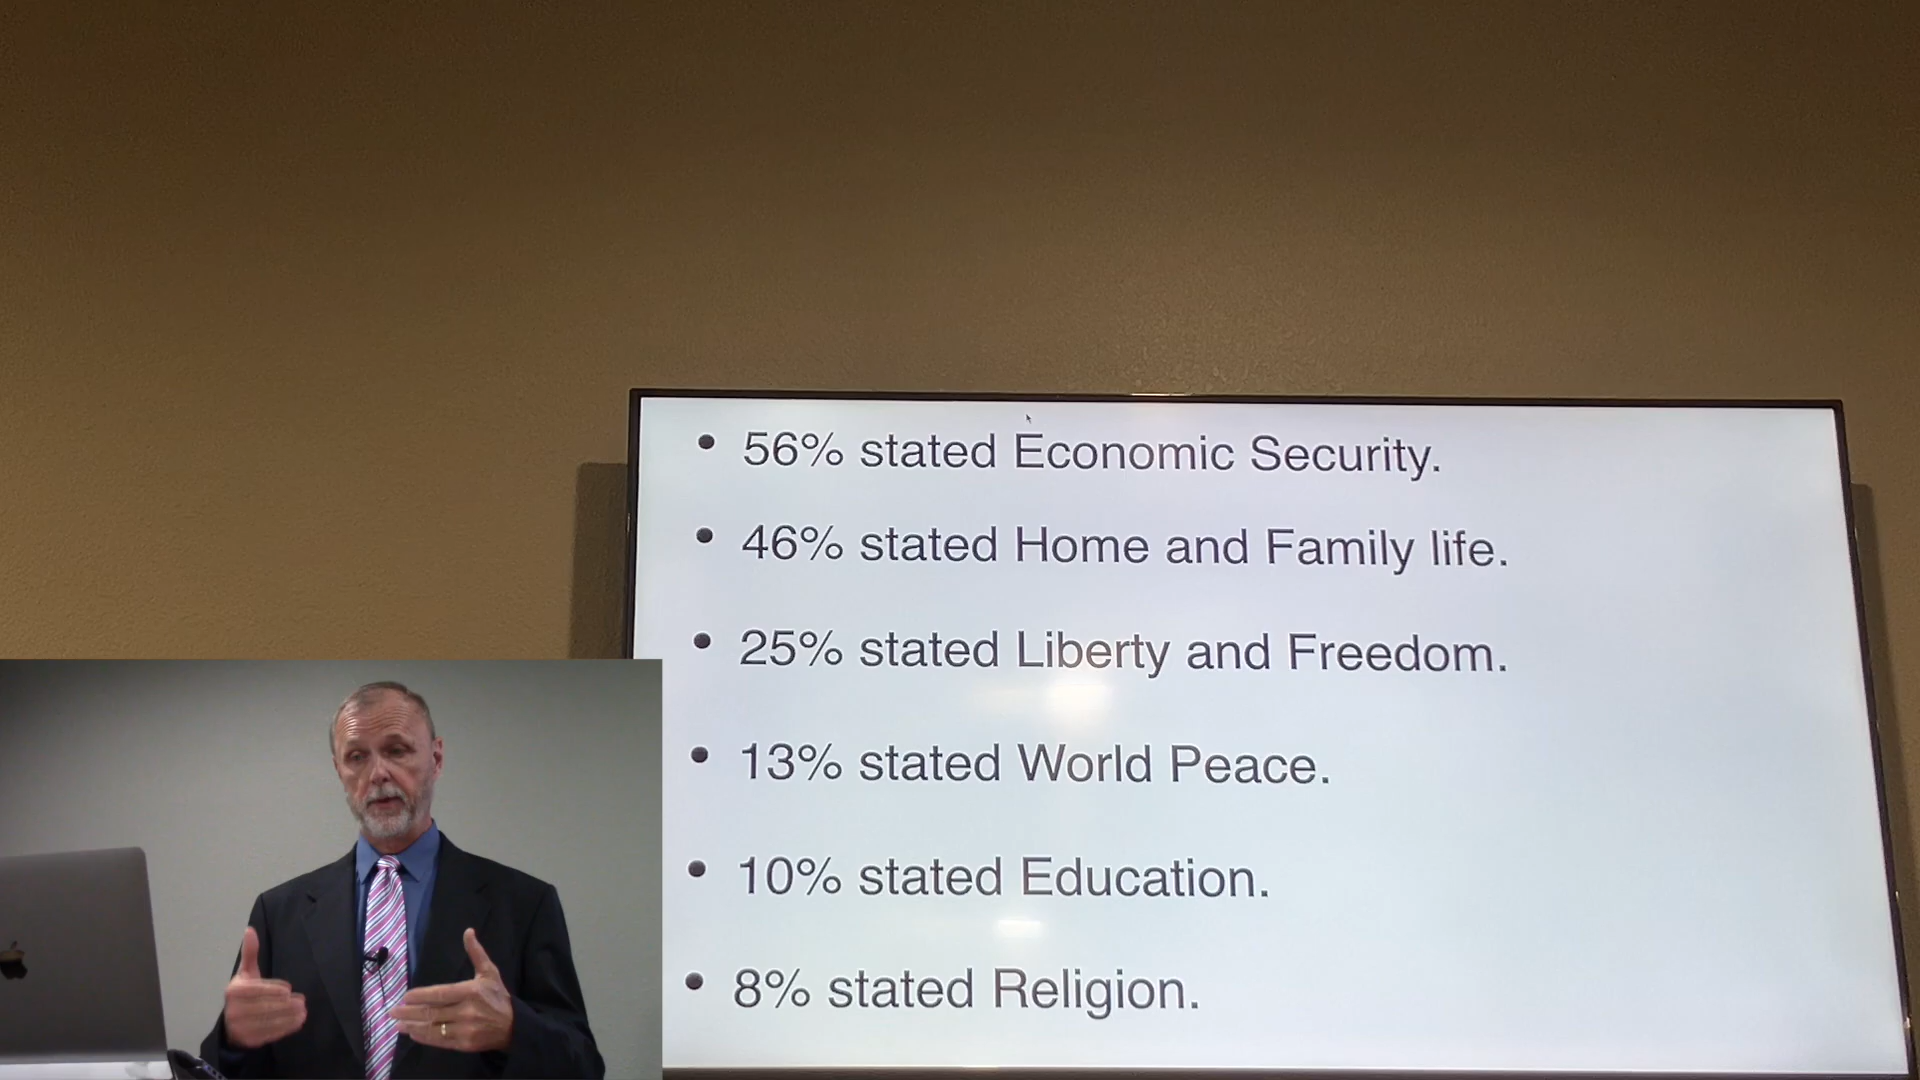 • 56% stated Economic Security.
• 46% stated Home and Family life.
• 25% stated Liberty and Freedom.
• 13% stated World Peace.
• 10% stated Education.
• 8% stated Religion.